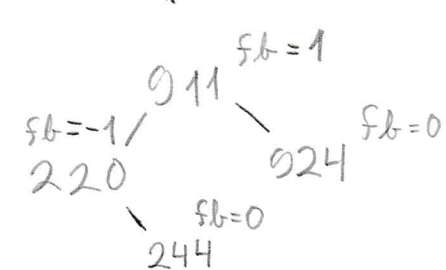 fb = 1
911
fb = -1
fb = 0
924
220
fb = 0
244